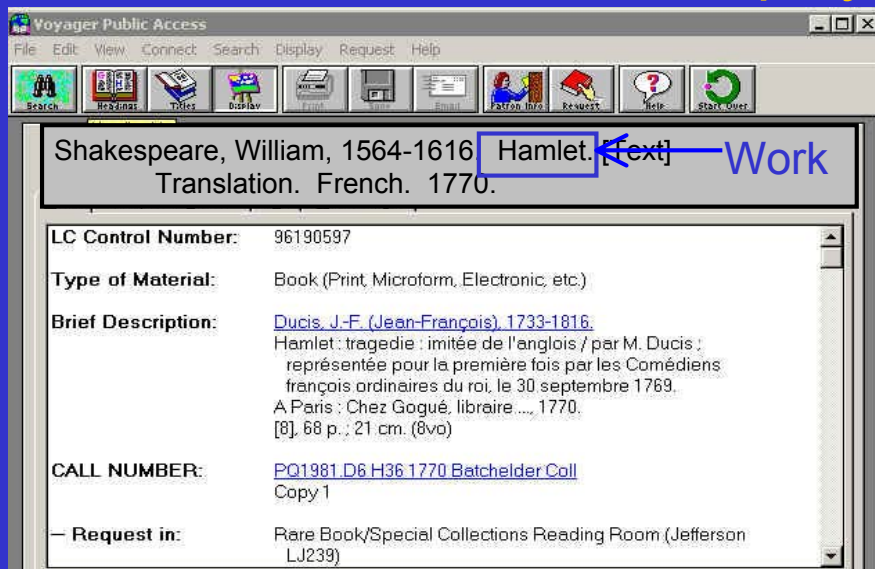 Voyager Public Access
File Edit View Connect Search Display Request Help
Search Headings Titles Display Print Save Email Patron Info Request Help Start Over
Shakespeare, William, 1564-1616. Hamlet. [Text] Work
Translation. French. 1770.
LC Control Number: 96190597
Type of Material: Book (Print, Microform, Electronic, etc.)
Brief Description: Ducis, J.-F. (Jean-François), 1733-1816.
Hamlet : tragedie : imitée de l'anglois / par M. Ducis ;
représentée pour la première fois par les Comédiens
françois ordinaires du roi, le 30 septembre 1769.
A Paris : Chez Gogué, libraire..., 1770.
[8], 68 p. ; 21 cm. (8vo)
CALL NUMBER: PQ1981.D6 H36 1770 Batchelder Coll
Copy 1
– Request in: Rare Book/Special Collections Reading Room (Jefferson
LJ239)